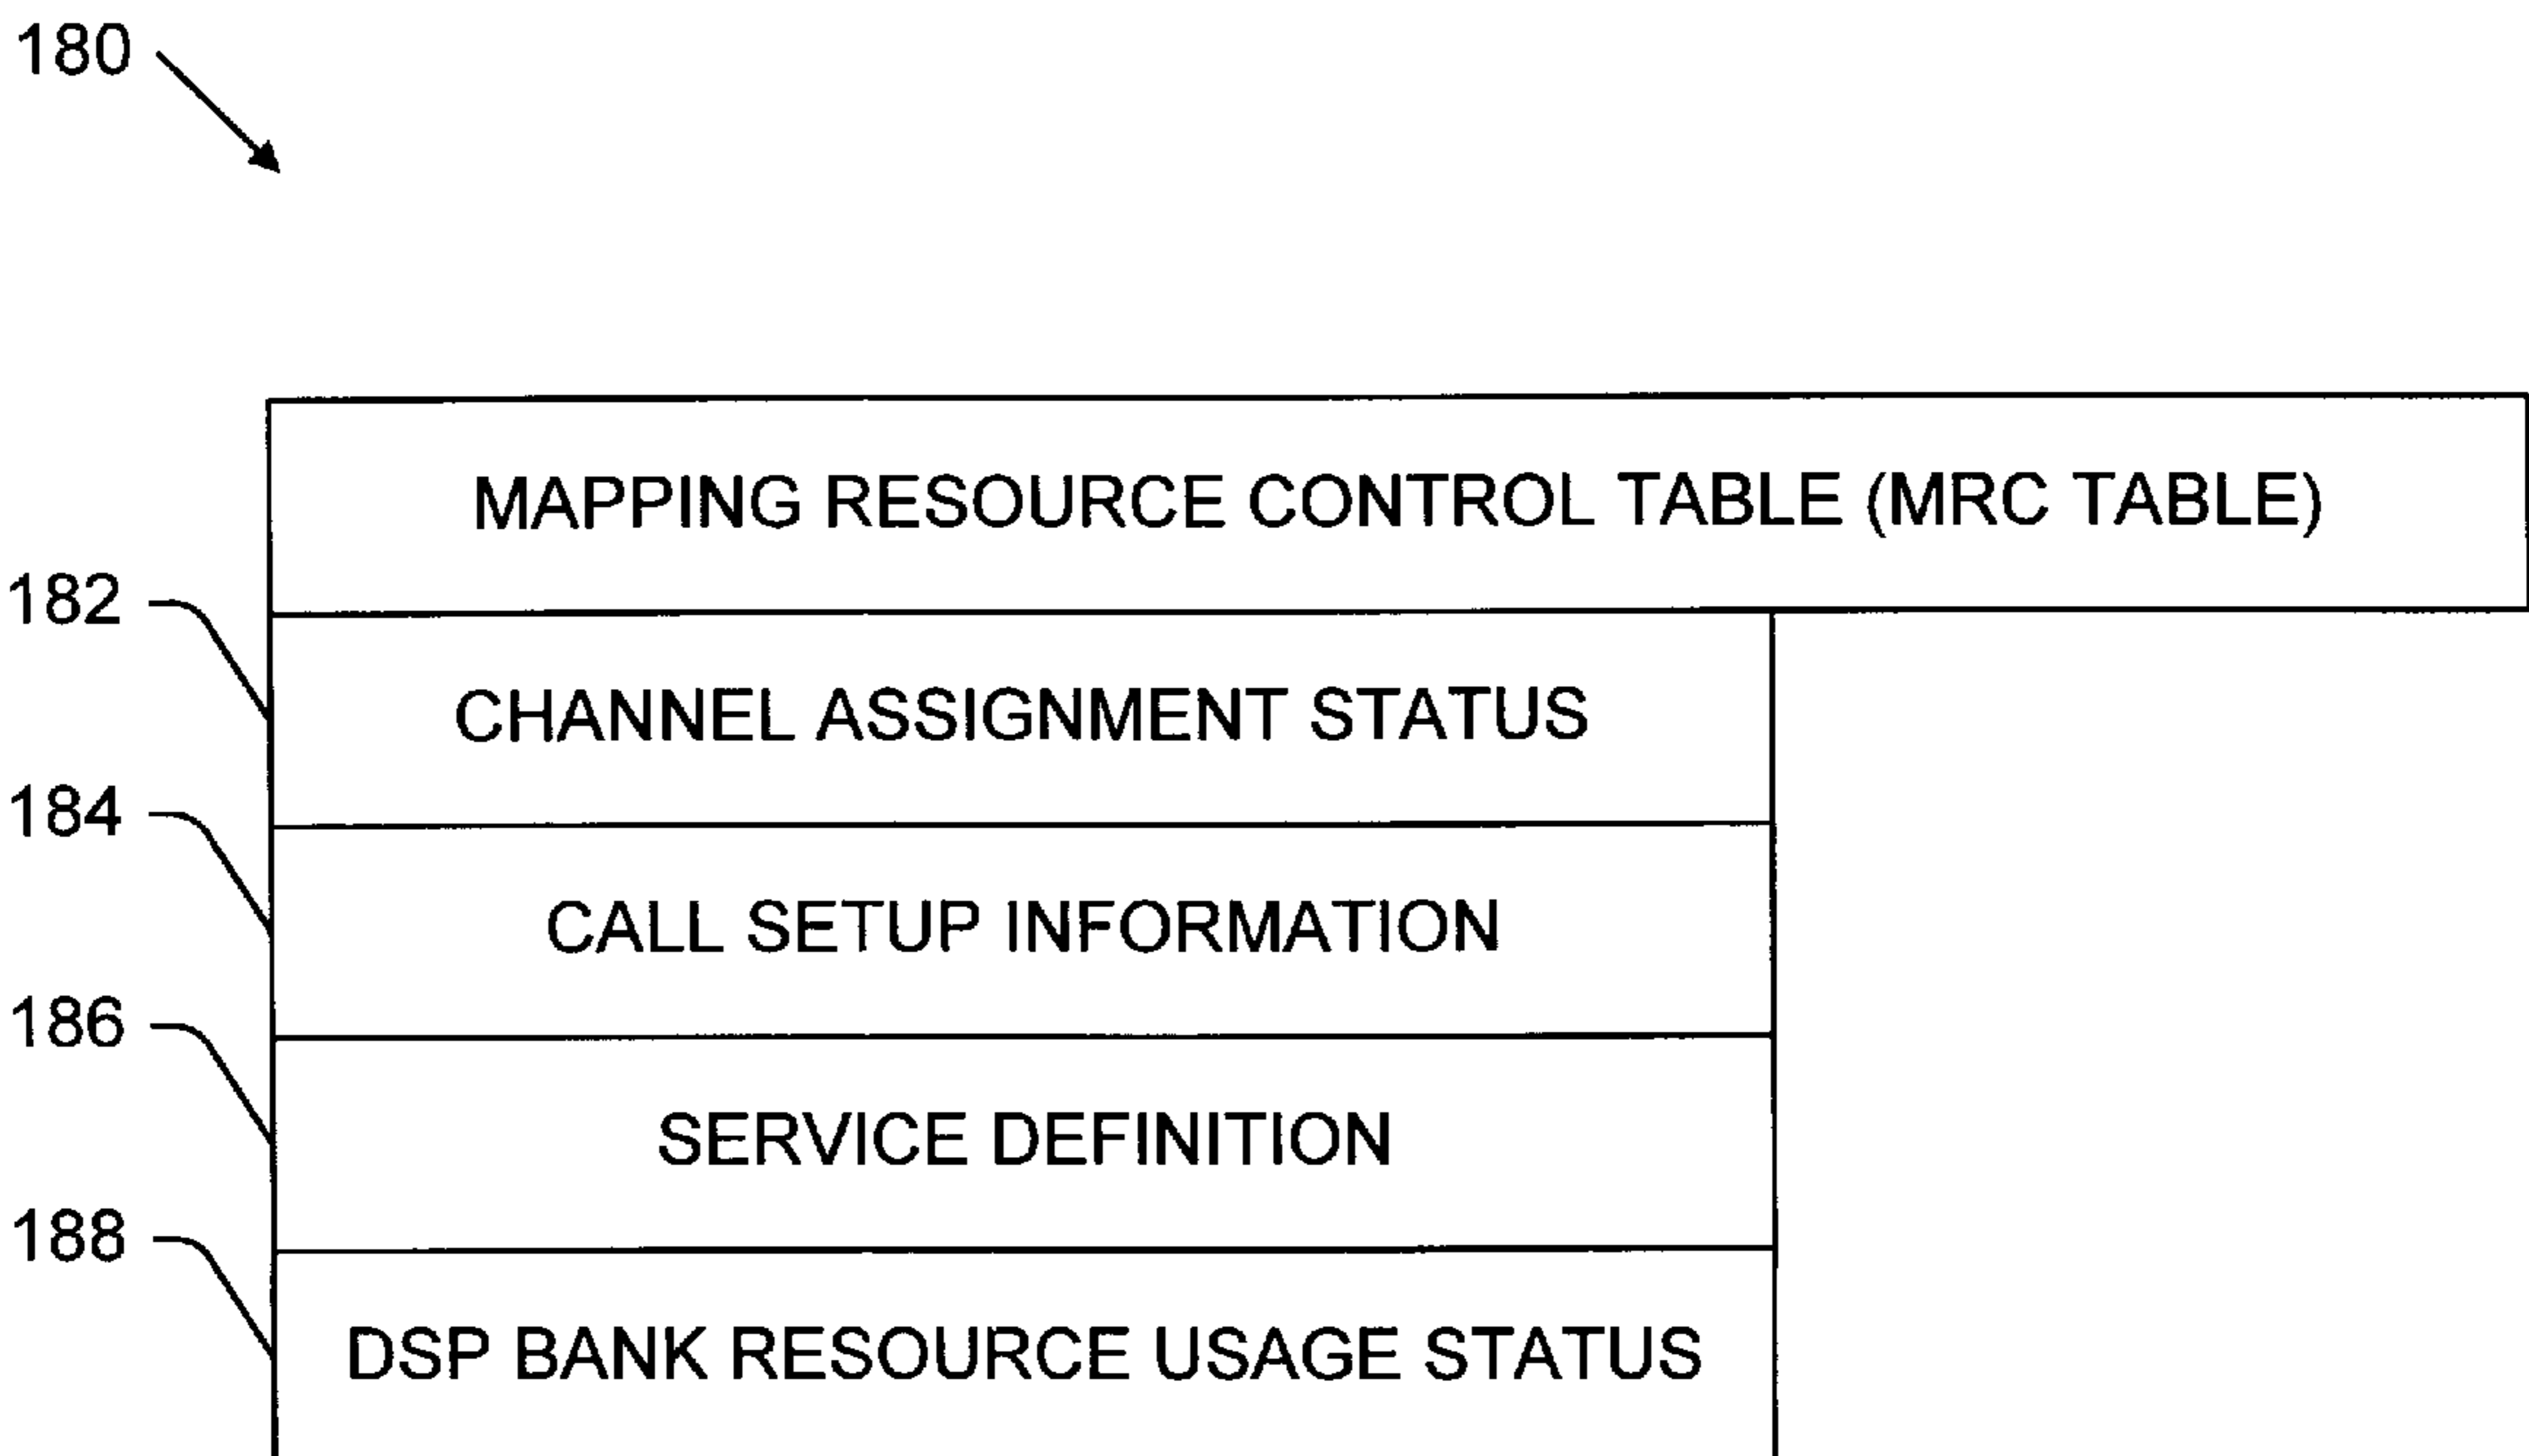 180
MAPPING RESOURCE CONTROL TABLE (MRC TABLE)
182
CHANNEL ASSIGNMENT STATUS
184
CALL SETUP INFORMATION
186
SERVICE DEFINITION
188
DSP BANK RESOURCE USAGE STATUS